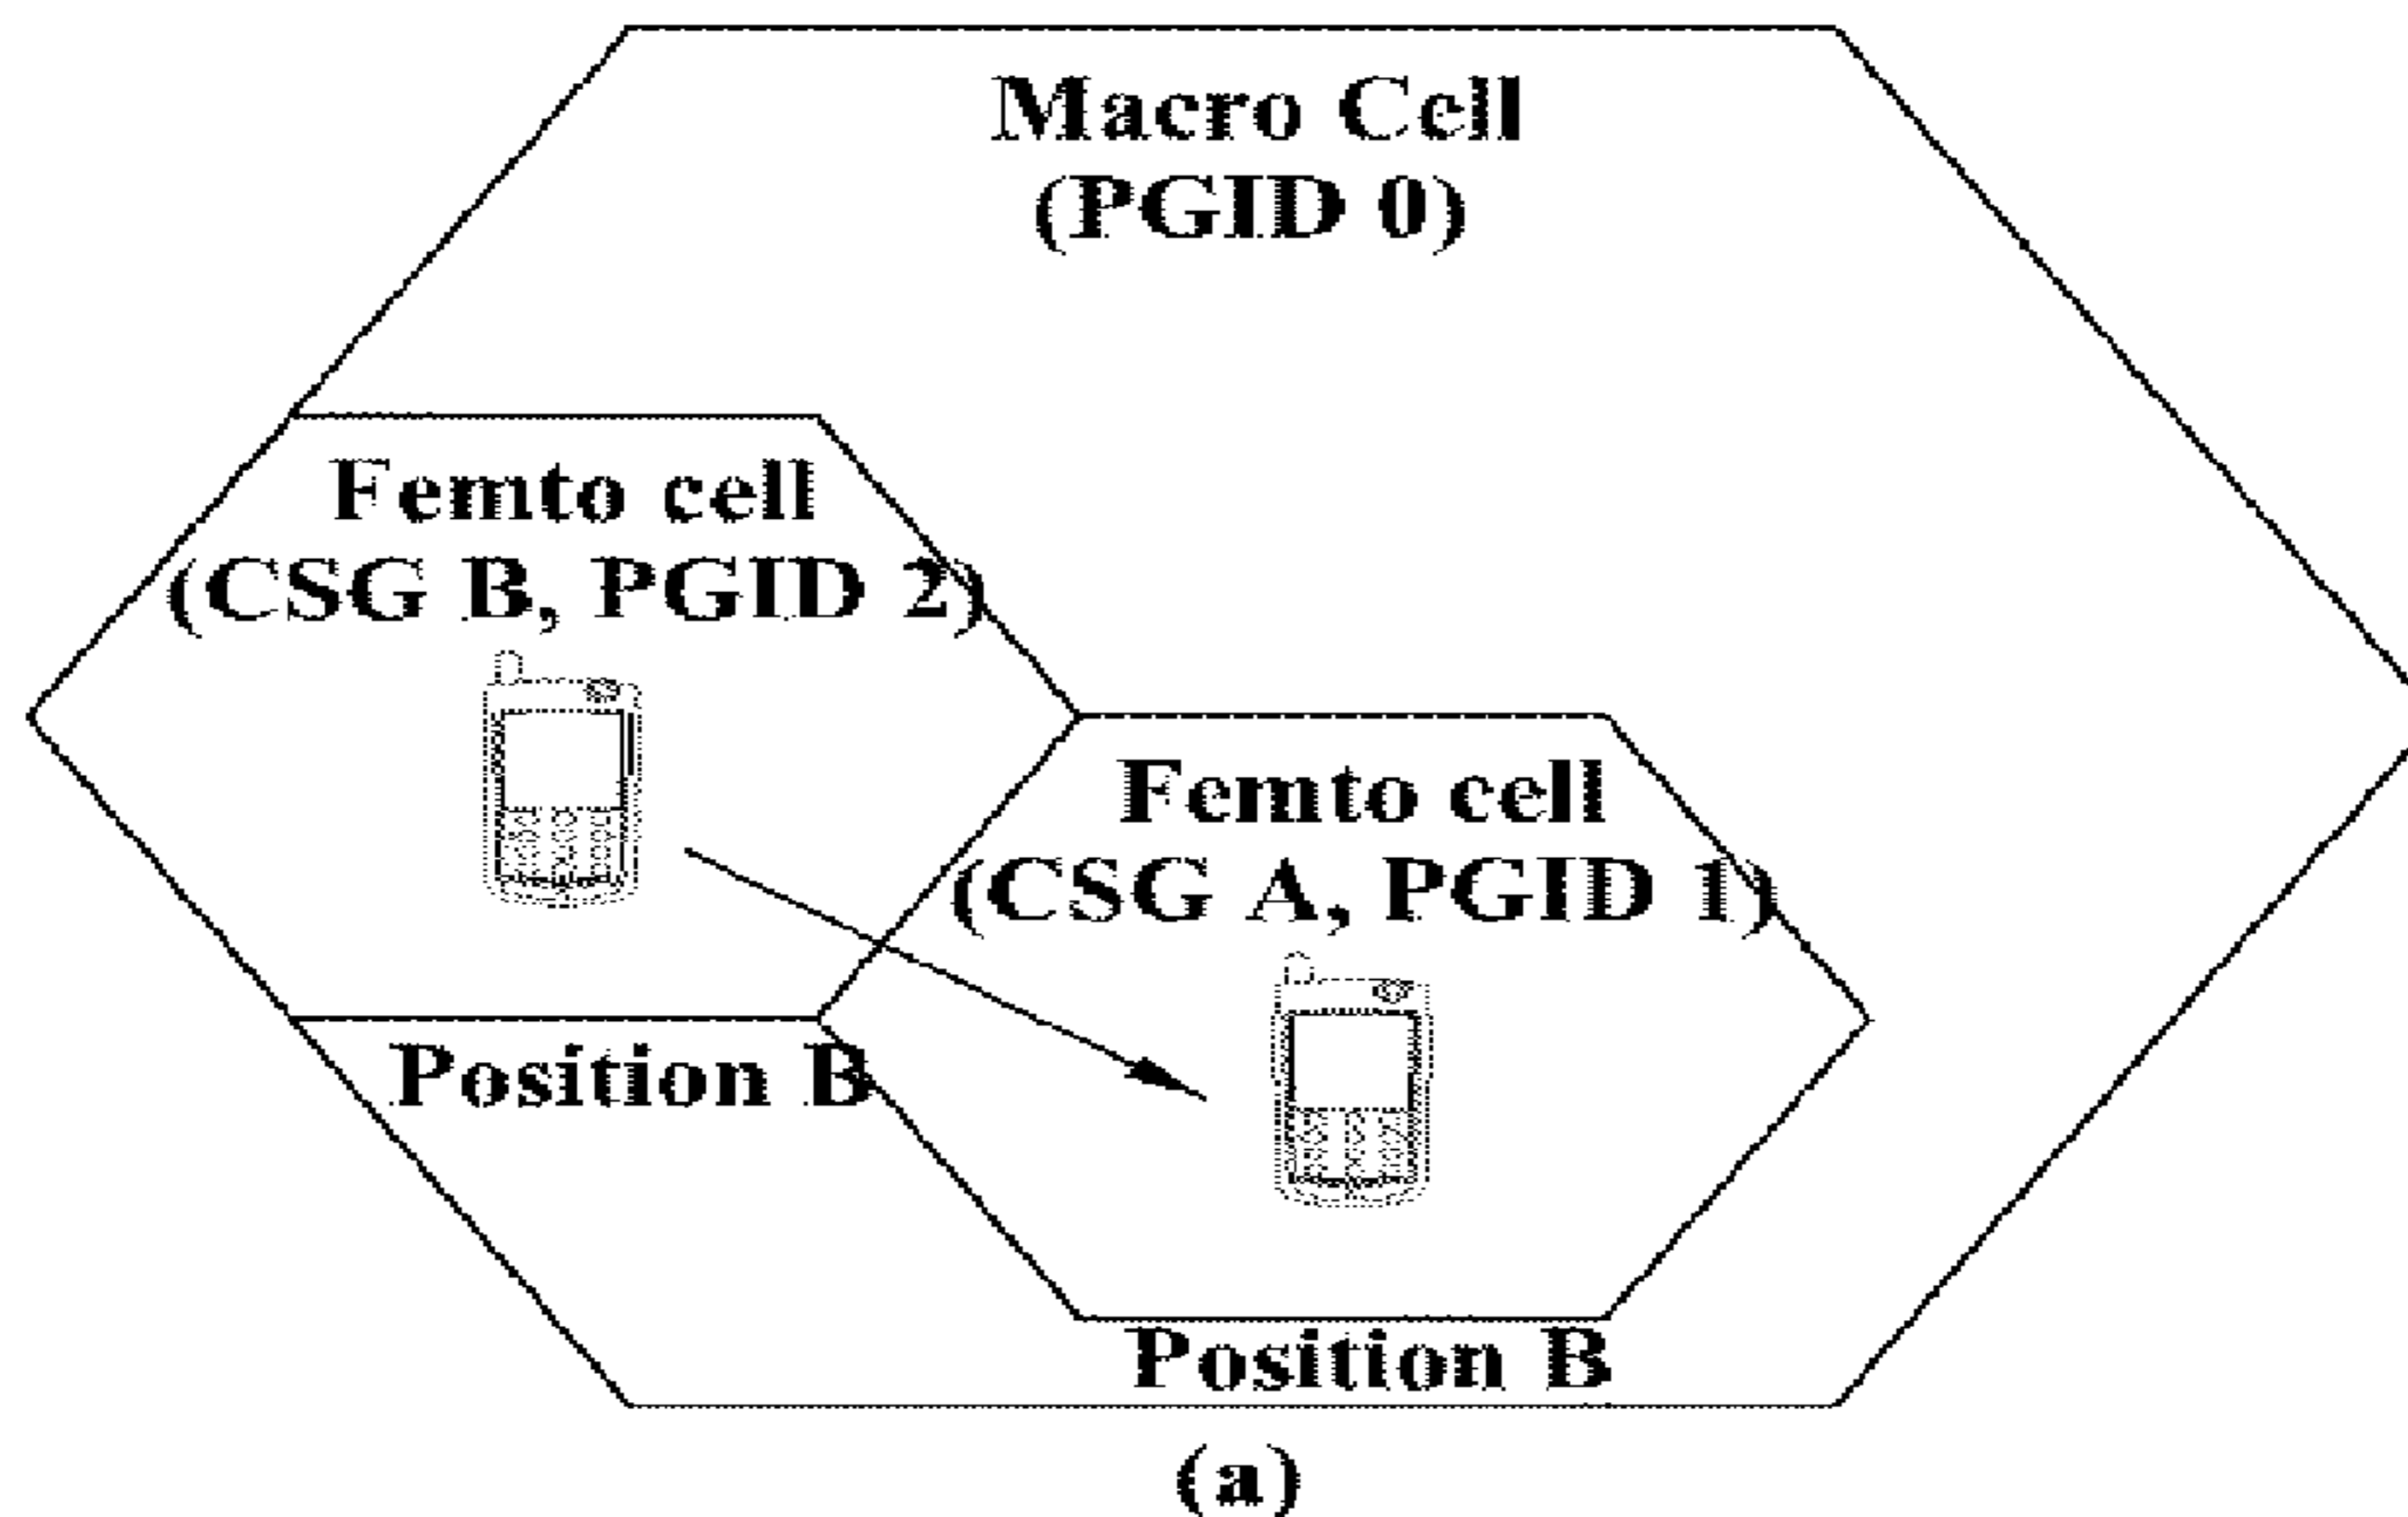 Macro Cell
(PGID 0)
Femto cell
(CSG B, PGID 2)
Femto cell
(CSG A, PGID 1)
Position B
Position B
(a)